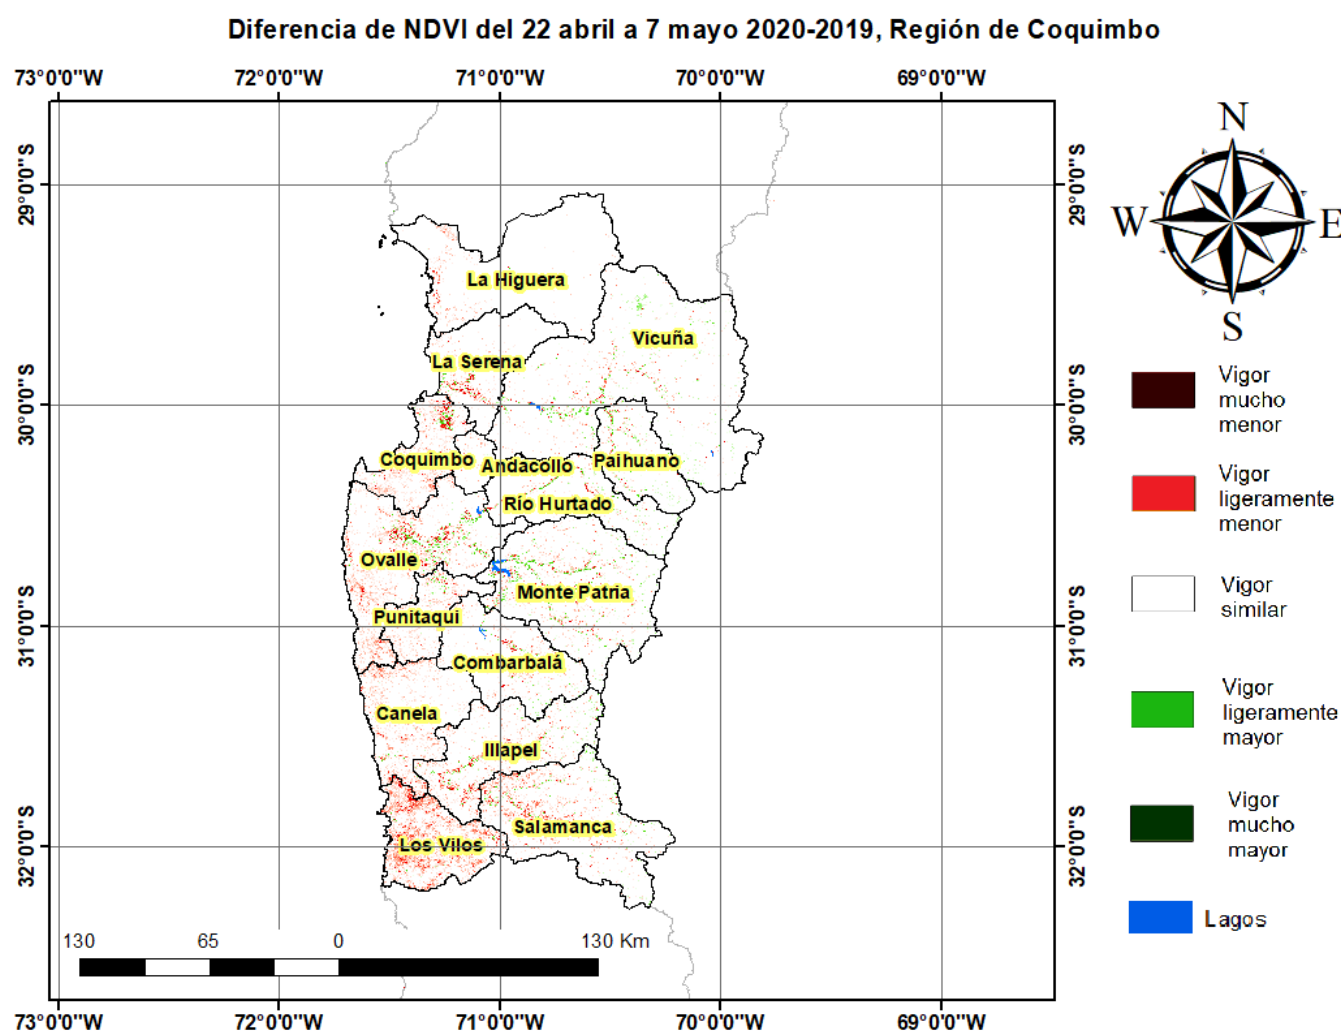 Diferencia de NDVI del 22 abril a 7 mayo 2020-2019, Región de Coquimbo
73°0'0"W 72°0'0"W 71°0'0"W 70°0'0"W 69°0'0"W
29°0'0"S 29°0'0"S
30°0'0"S 30°0'0"S
31°0'0"S 31°0'0"S
32°0'0"S 32°0'0"S
La Higuera
Vicuña
La Serena
Coquimbo
Andacollo
Paihuano
Río Hurtado
Ovalle
Monte Patria
Punitaqui
Combarbalá
Canela
Illapel
Salamanca
Los Vilos
130 65 0 130 Km
73°0'0"W 72°0'0"W 71°0'0"W 70°0'0"W 69°0'0"W
N
W E
S
Vigor
mucho
menor
Vigor
ligeramente
menor
Vigor
similar
Vigor
ligeramente
mayor
Vigor
mucho
mayor
Lagos